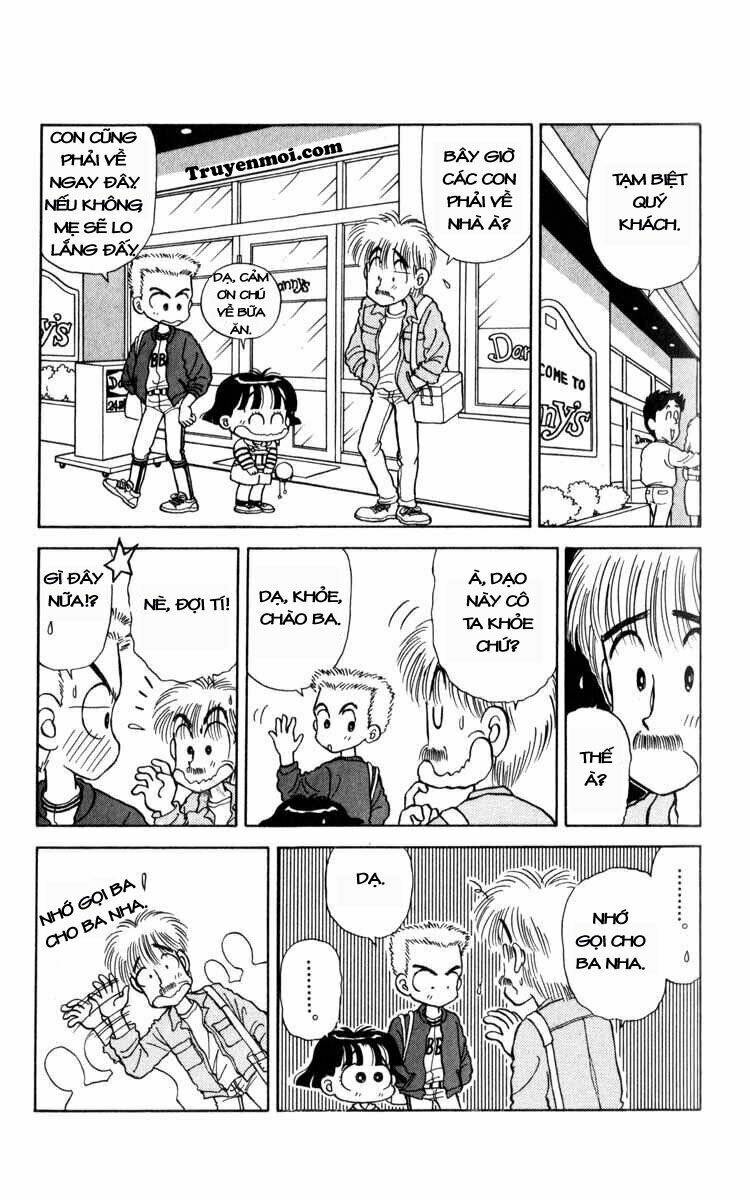 TẠM BIỆT
QUÝ
KHÁCH.
COME TO
Dan
BÂY GIỜ
CÁC CON
PHẢI VỀ
NHÀ À?
Truyenmoi.com
DẠ, CẢM
ƠN CHÚ
VỀ BỮA
ĂN.
CON CŨNG
PHẢI VỀ
NGAY ĐÂY.
NẾU KHÔNG,
MẸ SẼ LO
LẮNG ĐẤY.
THẾ
À?
À, DẠO
NÀY CÔ
TA KHỎE
CHỨ?
DẠ, KHỎE,
CHÀO BA.
NÈ, ĐỢI TÍ!
GÌ ĐÂY
NỮA!?
NHỚ
GỌI CHO
BA NHA.
DẠ.
NHỚ GỌI BA
CHO BA NHA.